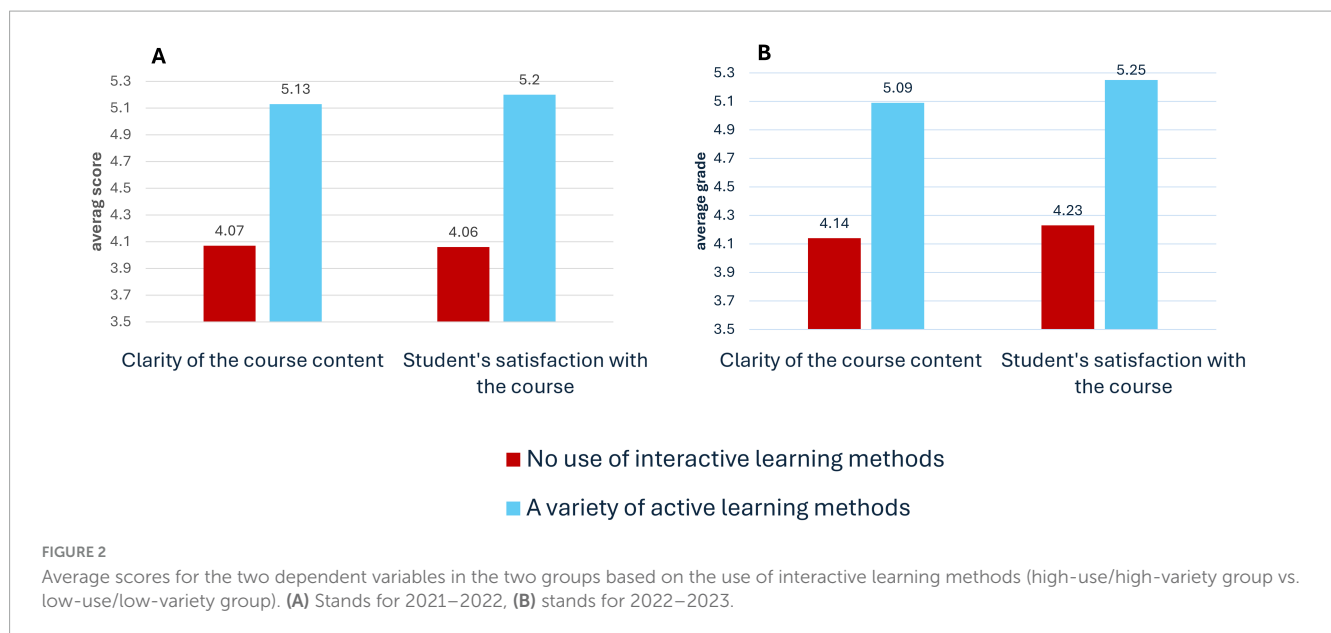 A
5.3
5.1
4.9
4.7
4.5
4.3
4.1
3.9
3.7
3.5
averag score
4.07
5.13
4.06
5.2
Clarity of the course content
Student's satisfaction with
the course
B
5.3
5.1
4.9
4.7
4.5
4.3
4.1
3.9
3.7
3.5
average grade
4.14
5.09
4.23
5.25
Clarity of the course content
Student's satisfaction with
the course
No use of interactive learning methods
A variety of active learning methods
FIGURE 2
Average scores for the two dependent variables in the two groups based on the use of interactive learning methods (high-use/high-variety group vs.
low-use/low-variety group). (A) Stands for 2021–2022, (B) stands for 2022–2023.